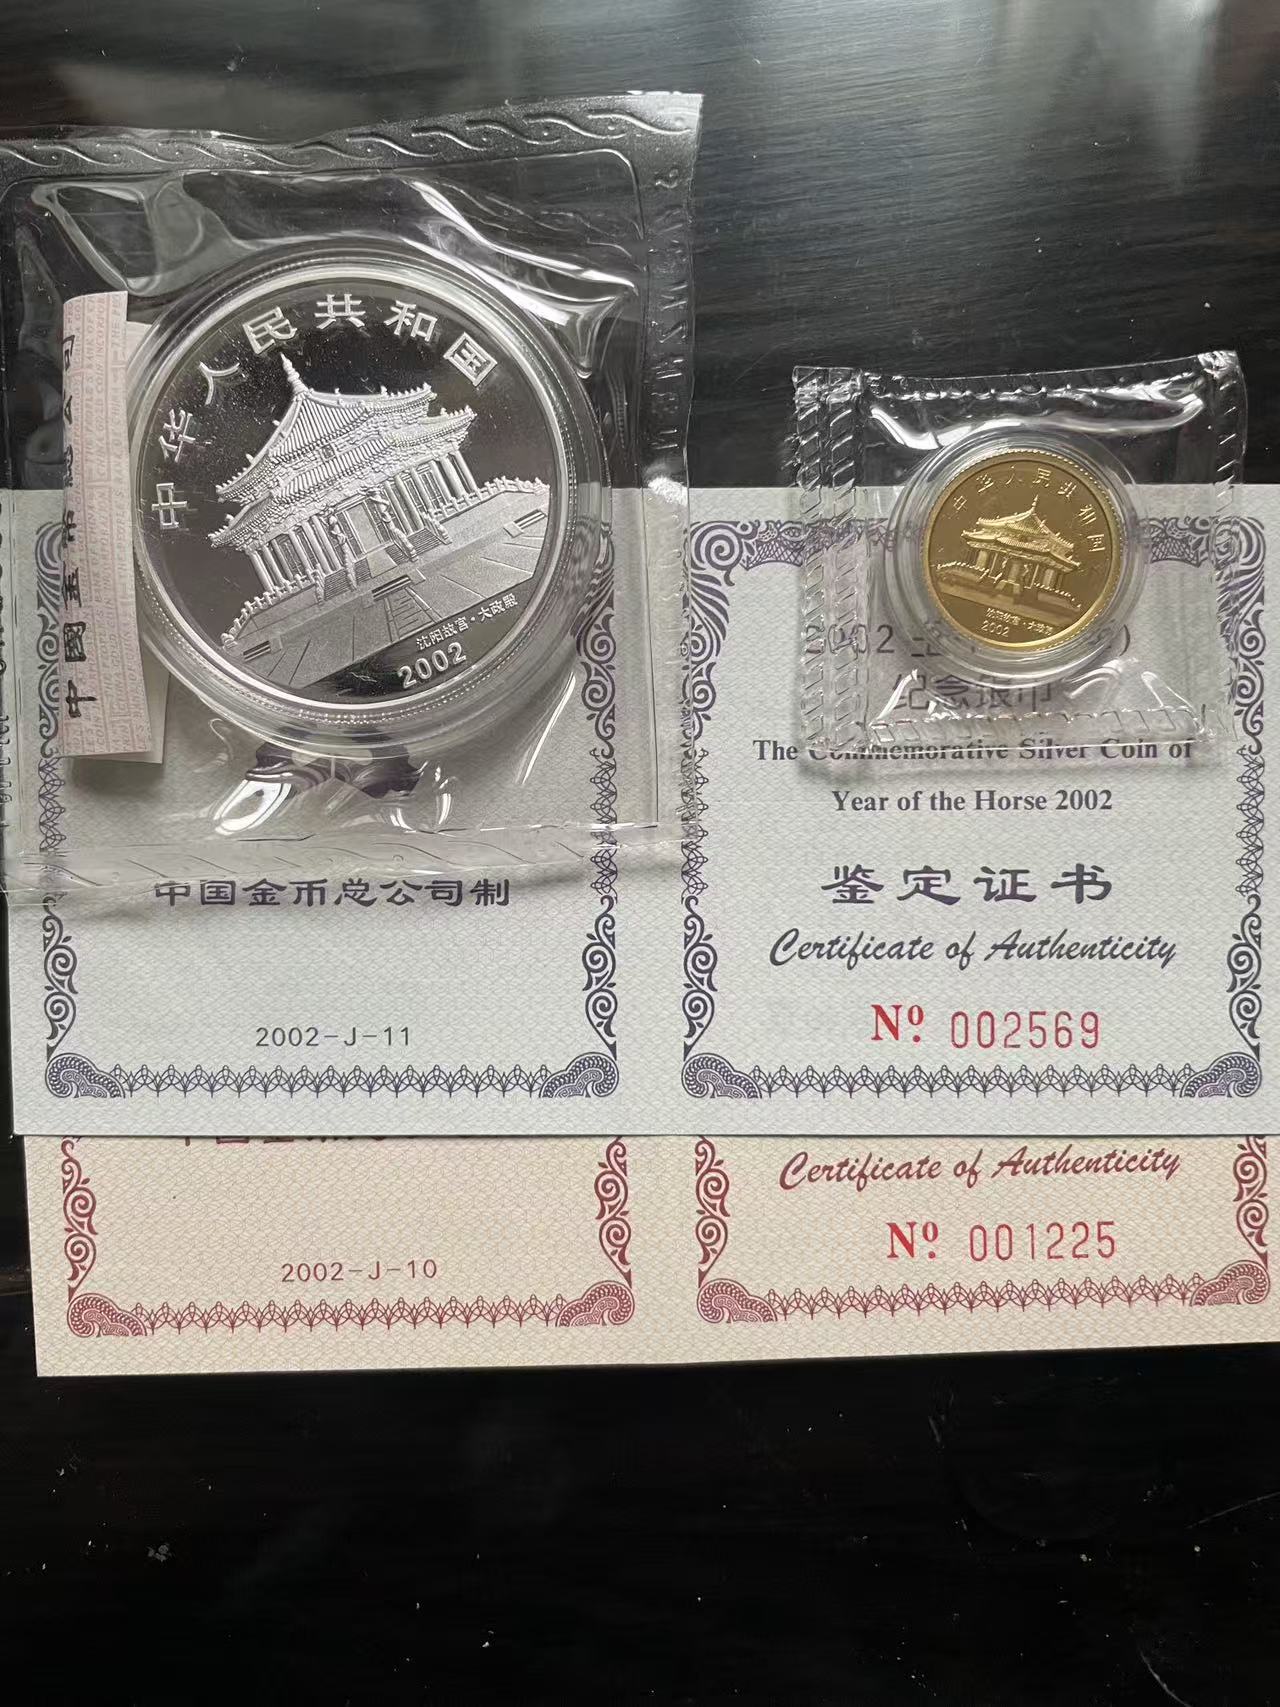 中华人民共和国
沈阳故宫·大政殿
2002
中國金币總公司
中华人民共和国
沈阳故宫·大政殿
2002
2002
纪念银币
The Commemorative Silver Coin of
Year of the Horse 2002
鉴定证书
Certificate of Authenticity
Nº 002569
中国金币总公司制
2002-J-11
Certificate of Authenticity
Nº 001225
2002-J-10